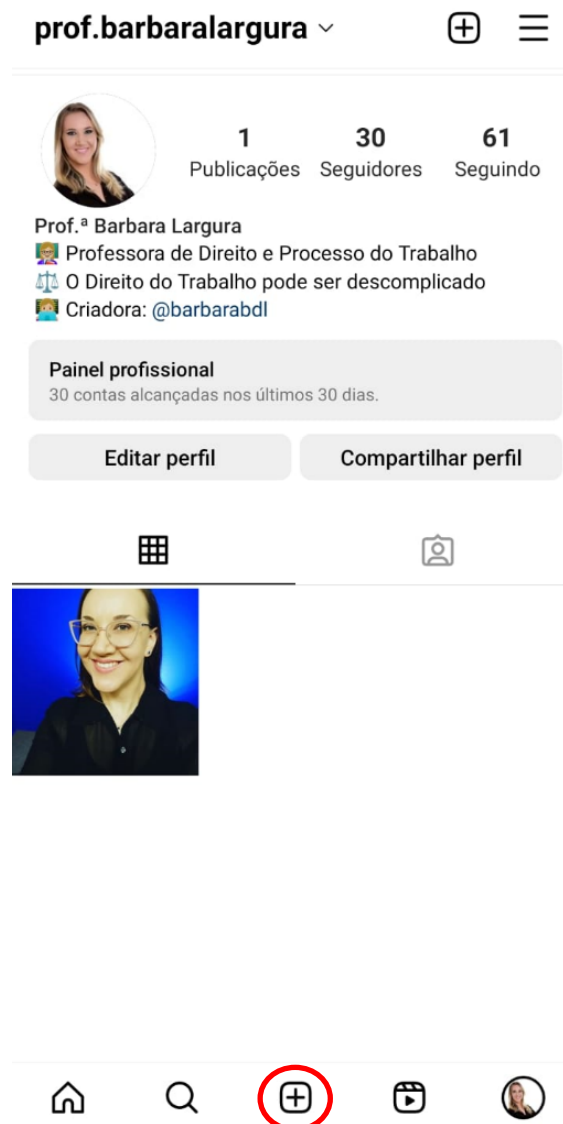 prof.barbaralargura
1 30 61
Publicações Seguidores Seguindo
Prof.ª Barbara Largura
👩🏼‍🏫 Professora de Direito e Processo do Trabalho
⚖️ O Direito do Trabalho pode ser descomplicado
👩🏼‍💻 Criadora: @barbarabdl
Painel profissional
30 contas alcançadas nos últimos 30 dias.
Editar perfil Compartilhar perfil